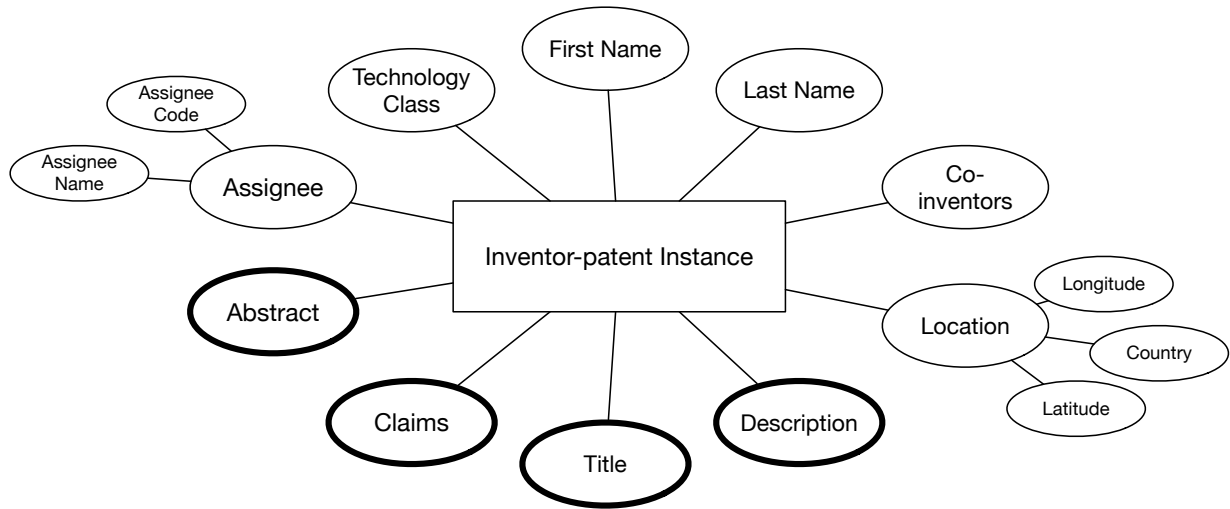 First Name
Technology
Class
Last Name
Assignee
Code
Assignee
Name
Assignee
Co-
inventors
Inventor-patent Instance
Abstract
Longitude
Location
Country
Latitude
Claims
Title
Description